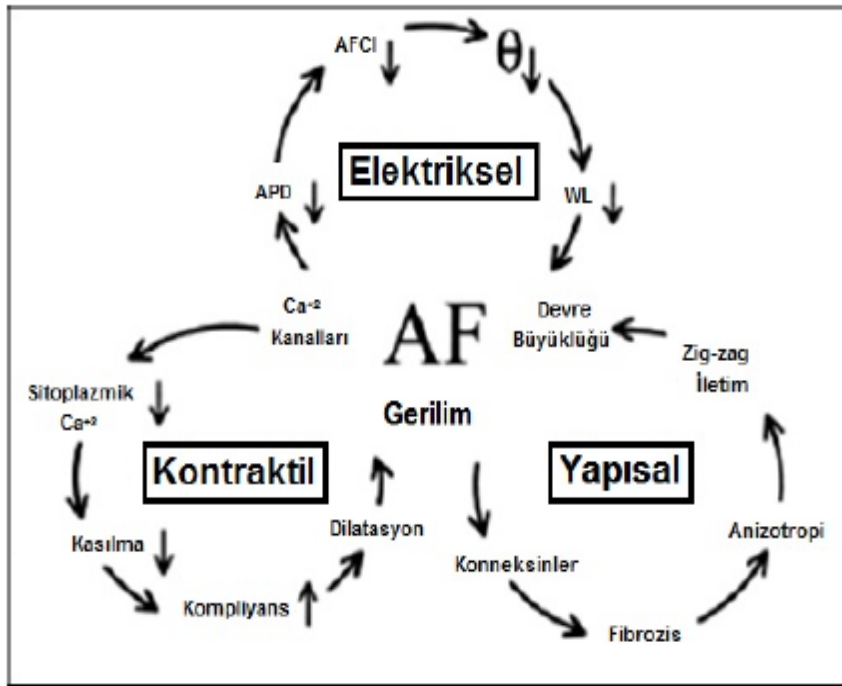 AFCI
θ
APD
Elektriksel
WL
Ca⁺²
Kanalları
AF
Devre
Büyüklüğü
Zig-zag
İletim
Sitoplazmik
Ca⁺²
Gerilim
Kontraktil
Yapısal
Dilatasyon
Kasılma
Konneksinler
Anizotropi
Kompliyans
Fibrozis